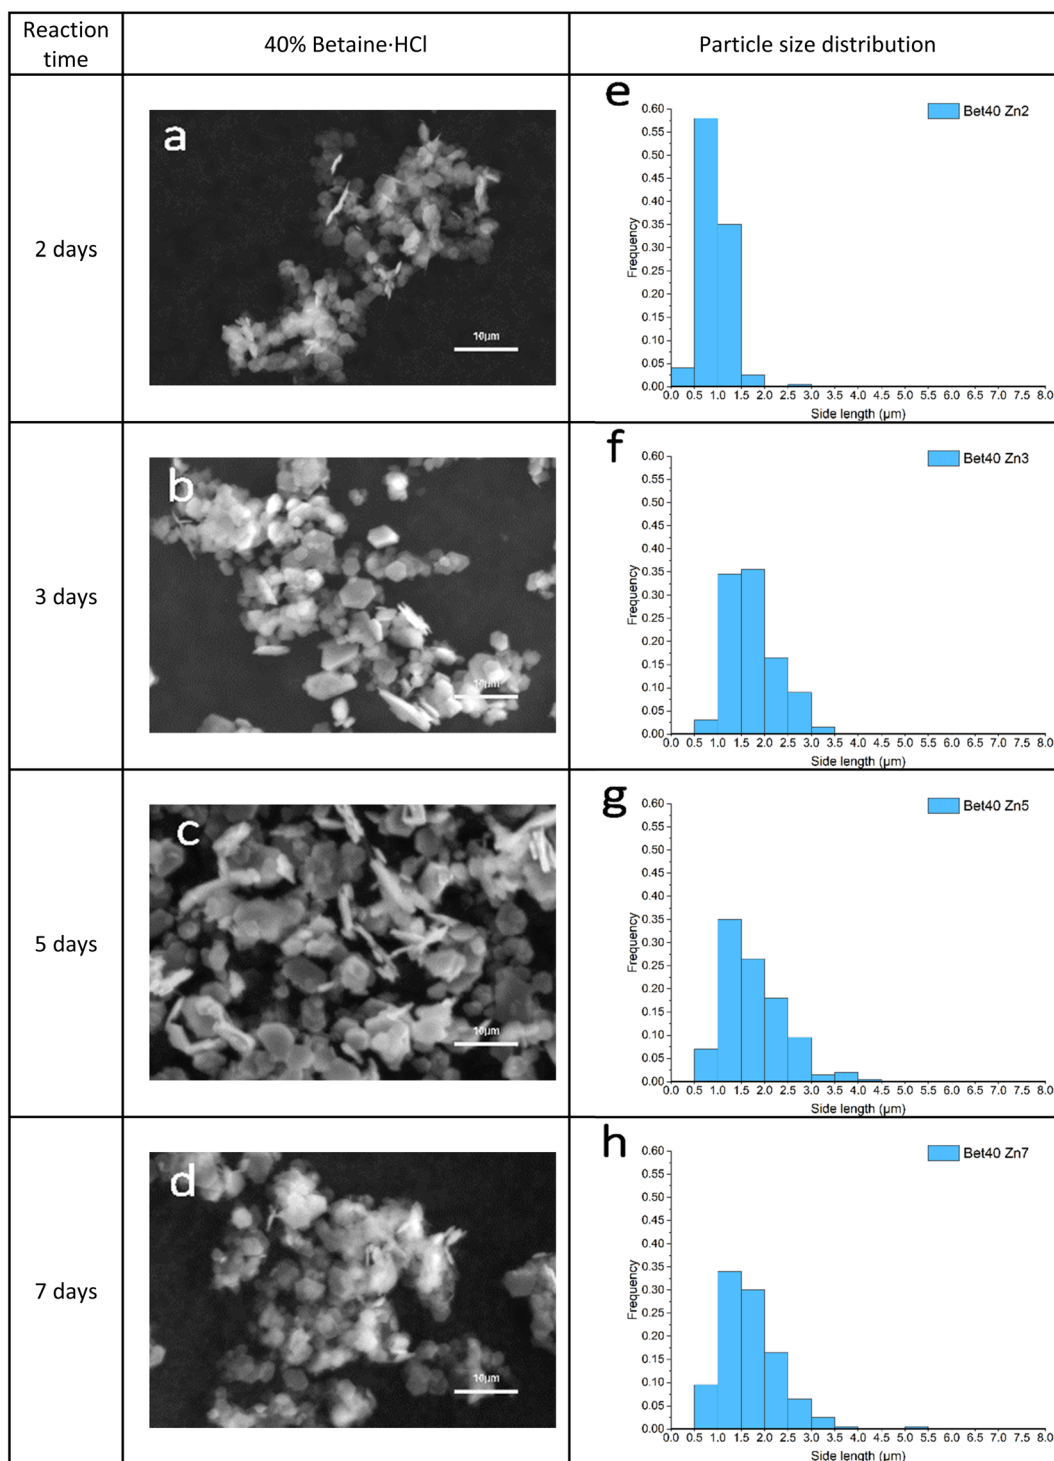 Reaction
time
40% Betaine·HCl
Particle size distribution
2 days
a
10μm
e
Bet40 Zn2
Frequency
0.60
0.55
0.50
0.45
0.40
0.35
0.30
0.25
0.20
0.15
0.10
0.05
0.00
0.0 0.5 1.0 1.5 2.0 2.5 3.0 3.5 4.0 4.5 5.0 5.5 6.0 6.5 7.0 7.5 8.0
Side length (μm)
3 days
b
10μm
f
Bet40 Zn3
Frequency
0.60
0.55
0.50
0.45
0.40
0.35
0.30
0.25
0.20
0.15
0.10
0.05
0.00
0.0 0.5 1.0 1.5 2.0 2.5 3.0 3.5 4.0 4.5 5.0 5.5 6.0 6.5 7.0 7.5 8.0
Side length (μm)
5 days
c
10μm
g
Bet40 Zn5
Frequency
0.60
0.55
0.50
0.45
0.40
0.35
0.30
0.25
0.20
0.15
0.10
0.05
0.00
0.0 0.5 1.0 1.5 2.0 2.5 3.0 3.5 4.0 4.5 5.0 5.5 6.0 6.5 7.0 7.5 8.0
Side length (μm)
7 days
d
10μm
h
Bet40 Zn7
Frequency
0.60
0.55
0.50
0.45
0.40
0.35
0.30
0.25
0.20
0.15
0.10
0.05
0.00
0.0 0.5 1.0 1.5 2.0 2.5 3.0 3.5 4.0 4.5 5.0 5.5 6.0 6.5 7.0 7.5 8.0
Side length (μm)